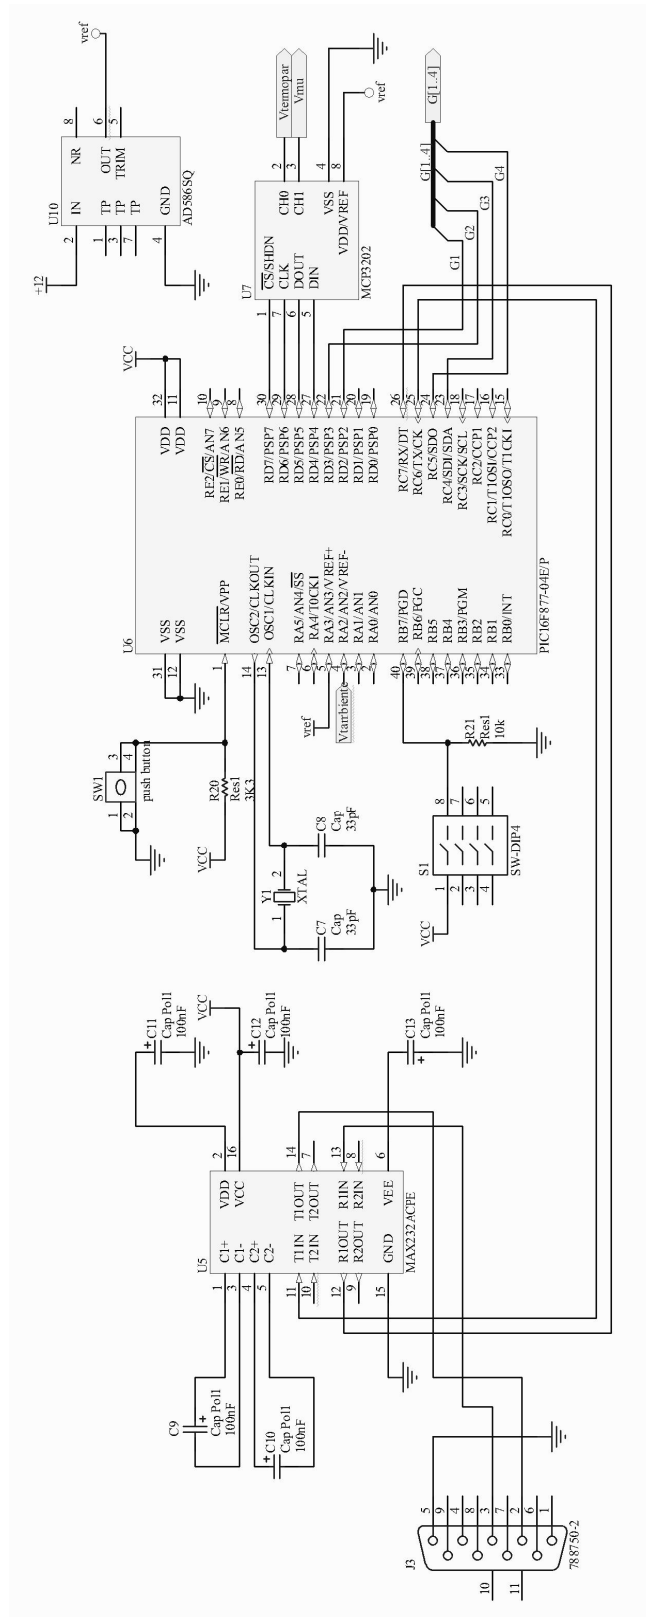 vref
8
6
5
NR
OUT
TRIM
U10
IN
TP
TP
TP
GND
AD586SQ
2
1
3
7
4
+12
Vtermopar
Vmu
vref
2
3
4
8
CH0
CH1
VSS
VDD/VREF
U7
CS/SHDN
CLK
DOUT
DIN
MCP3202
1
7
6
5
G[1..4]
G[1..4]
G1
G2
G3
G4
VCC
32
11
10
9
8
30
29
28
27
22
21
20
19
26
25
24
23
18
17
16
15
VDD
VDD
RE2/CS/AN7
RE1/WR/AN6
RE0/RD/AN5
RD7/PSP7
RD6/PSP6
RD5/PSP5
RD4/PSP4
RD3/PSP3
RD2/PSP2
RD1/PSP1
RD0/PSP0
RC7/RX/DT
RC6/TX/CK
RC5/SDO
RC4/SDI/SDA
RC3/SCK/SCL
RC2/CCP1
RC1/T1OSI/CCP2
RC0/T1OSO/T1CKI
U6
VSS
VSS
MCLR/VPP
OSC2/CLKOUT
OSC1/CLKIN
RA5/AN4/SS
RA4/T0CKI
RA3/AN3/VREF+
RA2/AN2/VREF-
RA1/AN1
RA0/AN0
RB7/PGD
RB6/PGC
RB5
RB4
RB3/PGM
RB2
RB1
RB0/INT
PIC16F877-04E/P
31
12
1
14
13
7
6
5
4
3
2
40
39
38
37
36
35
34
33
vref
Vtambiente
SW1
1
2
3
4
push button
R20
Res1
3K3
VCC
Y1
XTAL
1
2
C8
Cap
33pF
C7
Cap
33pF
R21
Res1
10k
S1
8
7
6
5
1
2
3
4
SW-DIP4
VCC
C11
Cap Pol1
100nF
VCC
C12
Cap Pol1
100nF
C13
Cap Pol1
100nF
2
16
14
7
13
8
6
VDD
VCC
T1OUT
T2OUT
R1IN
R2IN
VEE
U5
C1+
C1-
C2+
C2-
T1IN
T2IN
R1OUT
R2OUT
GND
MAX232ACPE
1
3
4
5
11
10
12
9
15
C9
Cap Pol1
100nF
C10
Cap Pol1
100nF
5
9
4
8
3
7
2
6
1
J3
788750-2
10
11